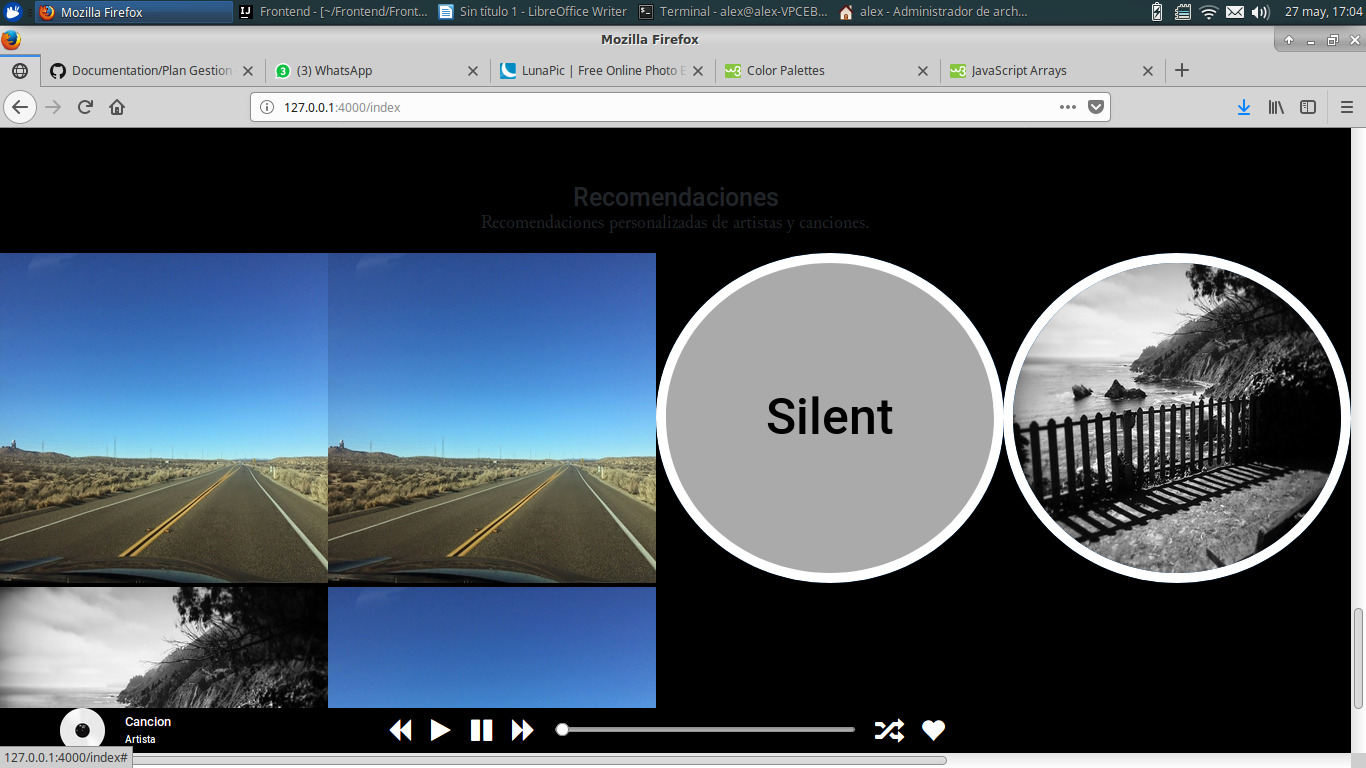 Mozilla Firefox
Frontend - [~/Frontend/Front...
Sin título 1 - LibreOffice Writer
Terminal - alex@alex-VPCEB...
alex - Administrador de arch...
27 may, 17:04
Mozilla Firefox
Documentation/Plan Gestion
(3) WhatsApp
LunaPic | Free Online Photo E
Color Palettes
JavaScript Arrays
127.0.0.1:4000/index
Recomendaciones
Recomendaciones personalizadas de artistas y canciones.
Silent
Cancion
Artista
127.0.0.1:4000/index#